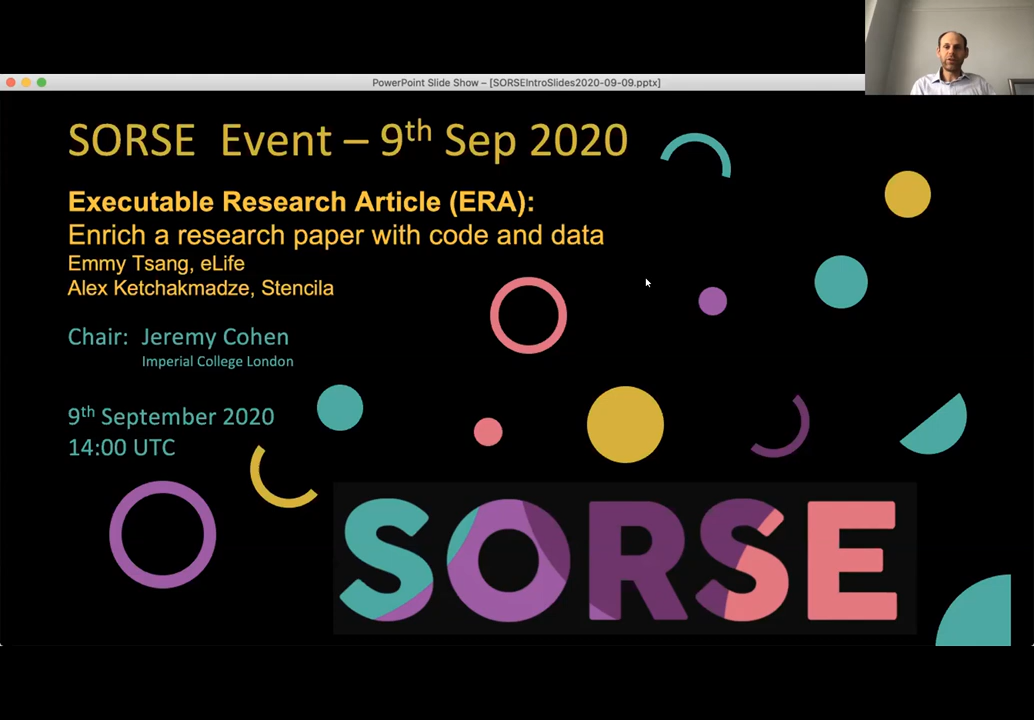 PowerPoint Slide Show – [SORSEIntroSlides2020-09-09.pptx]
SORSE Event – 9th Sep 2020
Executable Research Article (ERA):
Enrich a research paper with code and data
Emmy Tsang, eLife
Alex Ketchakmadze, Stencila
Chair: Jeremy Cohen
Imperial College London
9th September 2020
14:00 UTC
SORSE